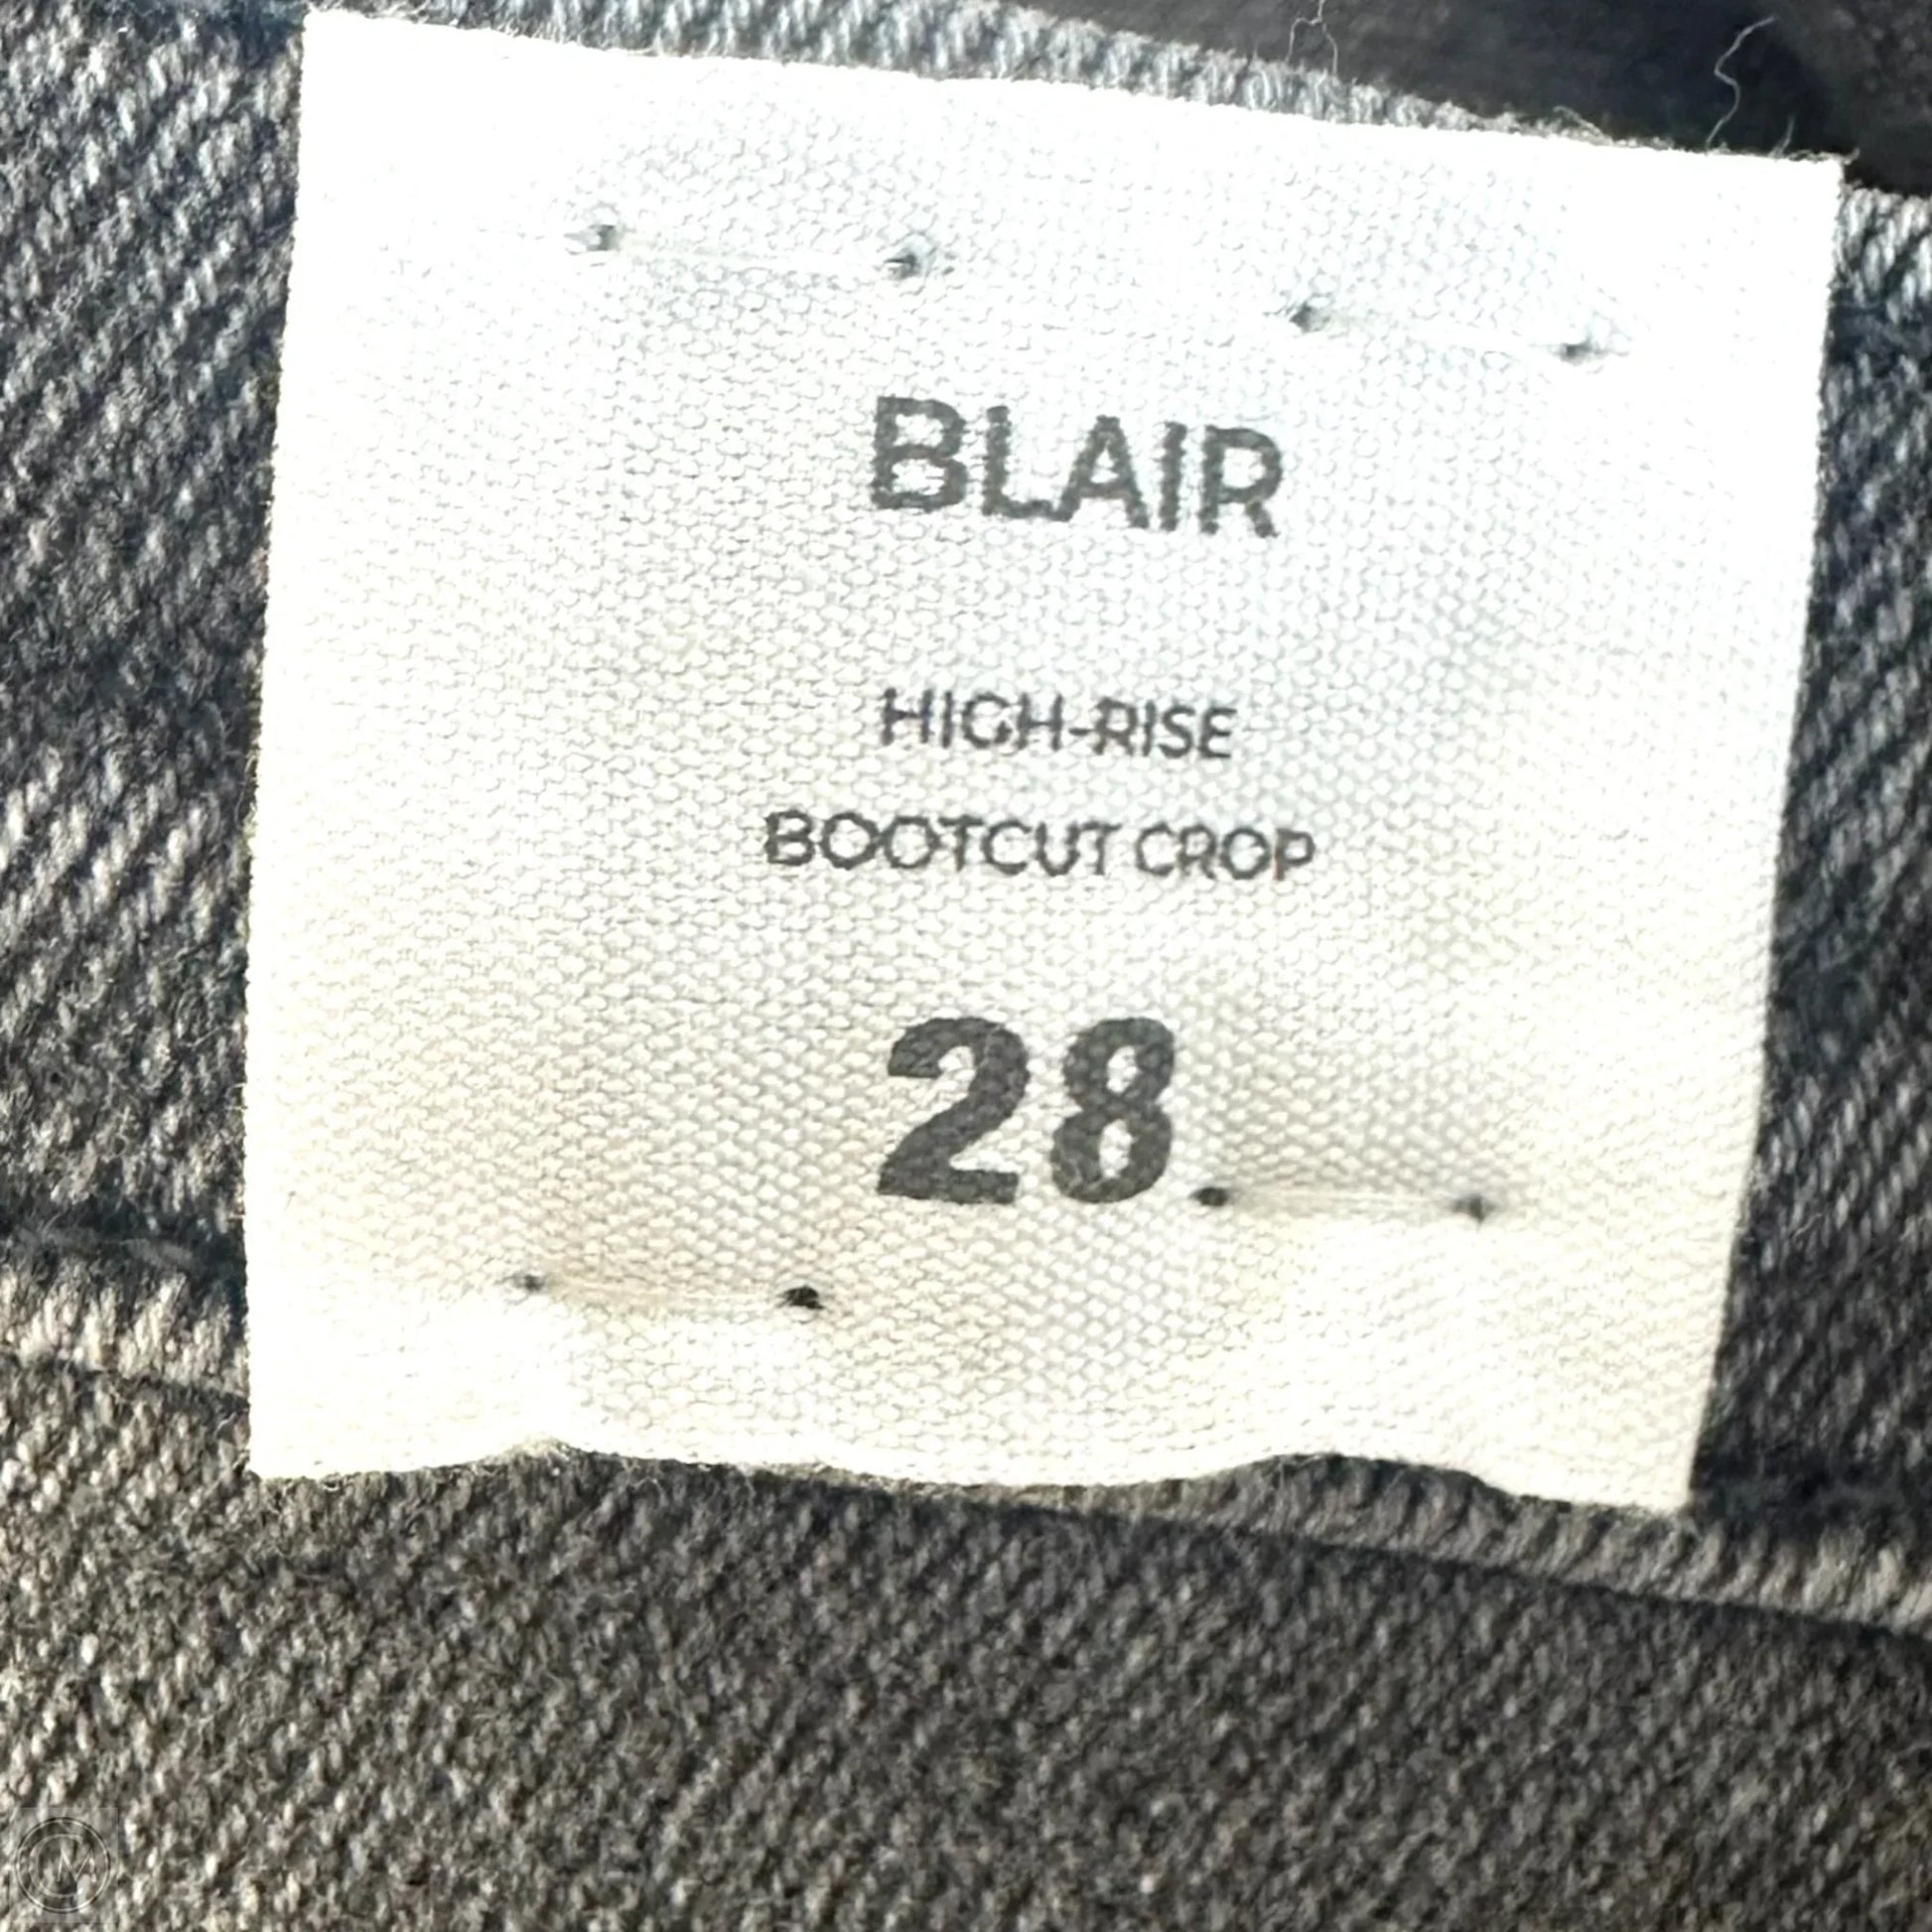 BLAIR
HIGH-RISE
BOOTCUT CROP
28